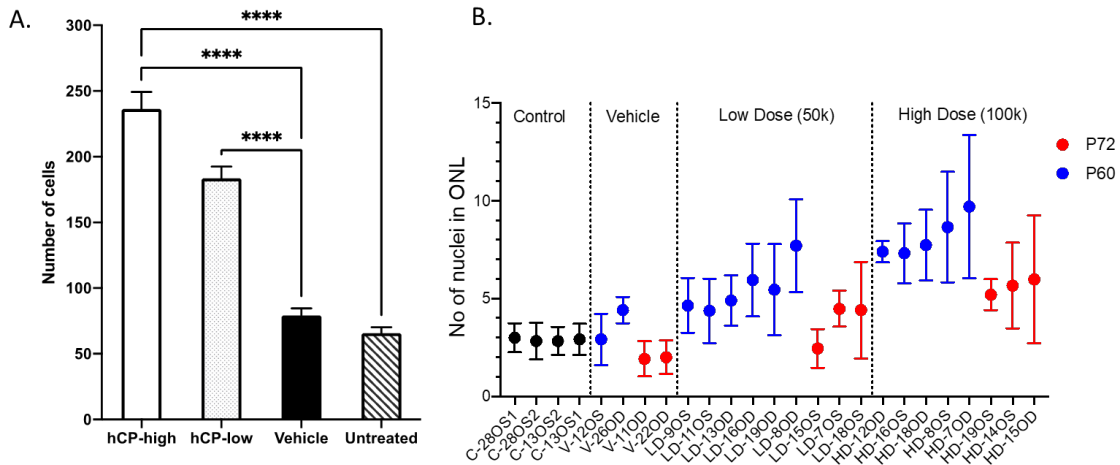 A.
Number of cells
300
250
200
150
100
50
0
****
****
****
hCP-high hCP-low Vehicle Untreated
B.
No of nuclei in ONL
15
10
5
0
Control Vehicle Low Dose (50k) High Dose (100k)
P72
P60
C-28OS1
C-28OS2
C-13OS2
C-13OS1
V-12OS
V-26OD
V-11OD
V-22OD
LD-9OS
LD-11OS
LD-13OD
LD-16OD
LD-19OD
LD-8OD
LD-15OS
LD-7OS
LD-18OS
HD-12OD
HD-16OS
HD-18OD
HD-8OS
HD-7OD
HD-19OS
HD-14OS
HD-15OD